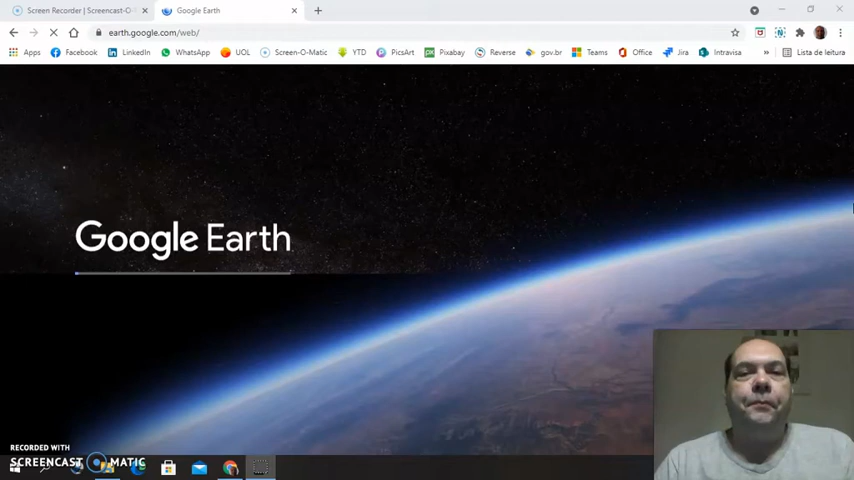 Screen Recorder | Screencast-O-
Google Earth
earth.google.com/web/
Apps Facebook LinkedIn WhatsApp UOL Screen-O-Matic YTD PicsArt Pixabay Reverse gov.br Teams Office Jira Intravisa » Lista de leitura
Google Earth
RECORDED WITH
SCREENCAST MATIC